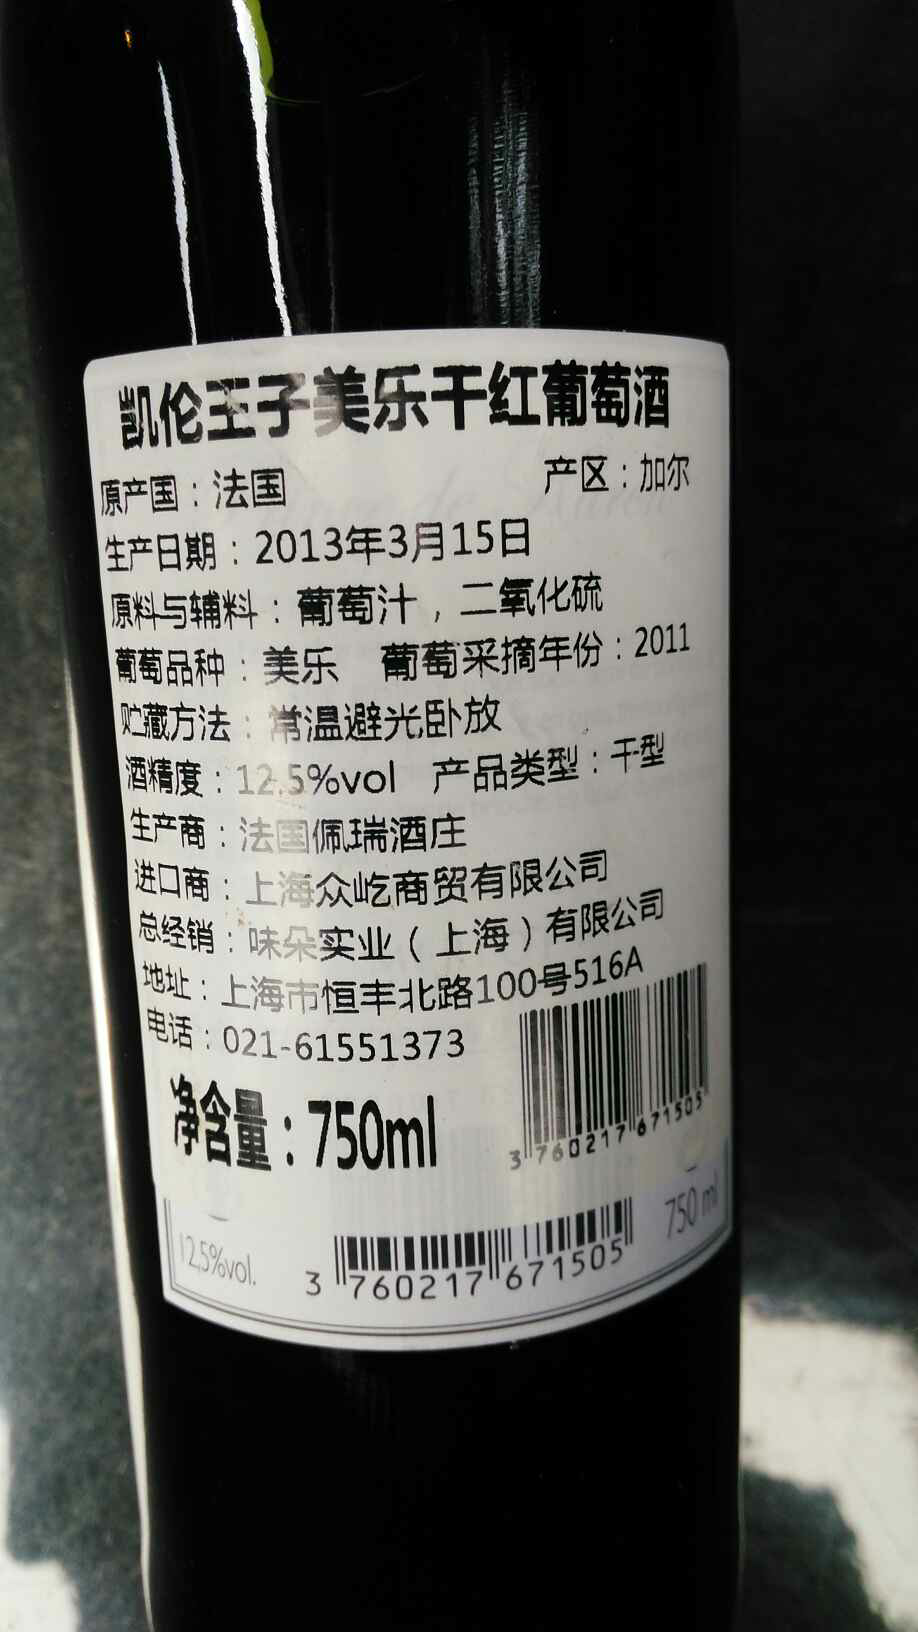 凯伦王子美乐干红葡萄酒
原产国：法国 产区：加尔
生产日期：2013年3月15日
原料与辅料：葡萄汁，二氧化硫
葡萄品种：美乐 葡萄采摘年份：2011
贮藏方法：常温避光卧放
酒精度：12.5%vol 产品类型：干型
生产商：法国佩瑞酒庄
进口商：上海众屹商贸有限公司
总经销：味朵实业（上海）有限公司
地址：上海市恒丰北路100号516A
电话：021-61551373
净含量：750ml
3 760217 671505
12,5%vol.
3 760217 671505
750 ml